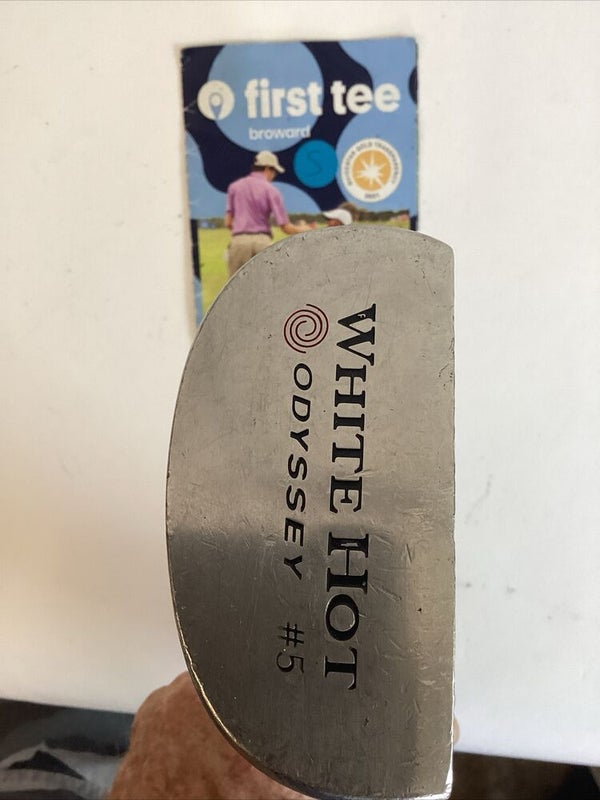 first tee
broward
S
WHITE HOT
ODYSSEY #5